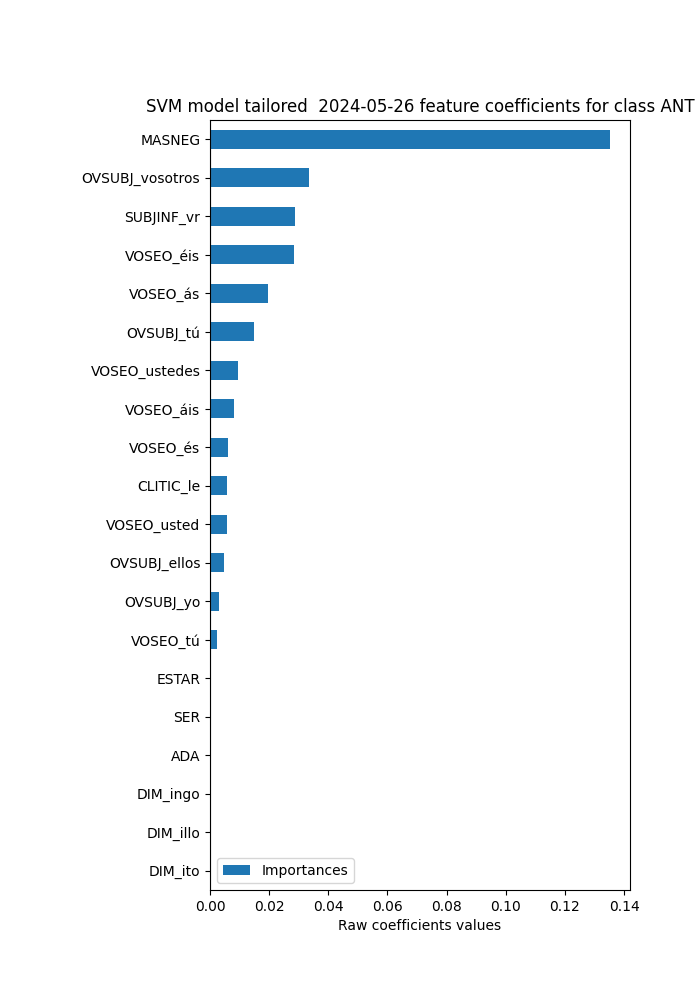 SVM model tailored  2024-05-26 feature coefficients for class ANT
MASNEG
OVSUBJ_vosotros
SUBJINF_vr
VOSEO_éis
VOSEO_ás
OVSUBJ_tú
VOSEO_ustedes
VOSEO_áis
VOSEO_és
CLITIC_le
VOSEO_usted
OVSUBJ_ellos
OVSUBJ_yo
VOSEO_tú
ESTAR
SER
ADA
DIM_ingo
DIM_illo
DIM_ito
Importances
0.00 0.02 0.04 0.06 0.08 0.10 0.12 0.14
Raw coefficients values